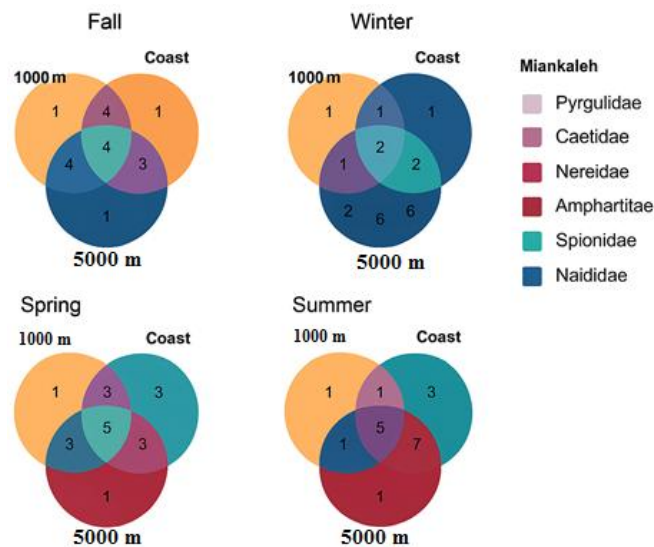 Fall
1000 m
Coast
1 4 1
4
4 3
1
5000 m
Winter
1000 m
Coast
1 1 1
2
1 2
2 6 6
5000 m
Miankaleh
Pyrgulidae
Caetidae
Nereidae
Amphartitae
Spionidae
Naididae
Spring
1000 m
Coast
1 3 3
5
3 3
1
5000 m
Summer
1000 m
Coast
1 1 3
5
1 7
1
5000 m